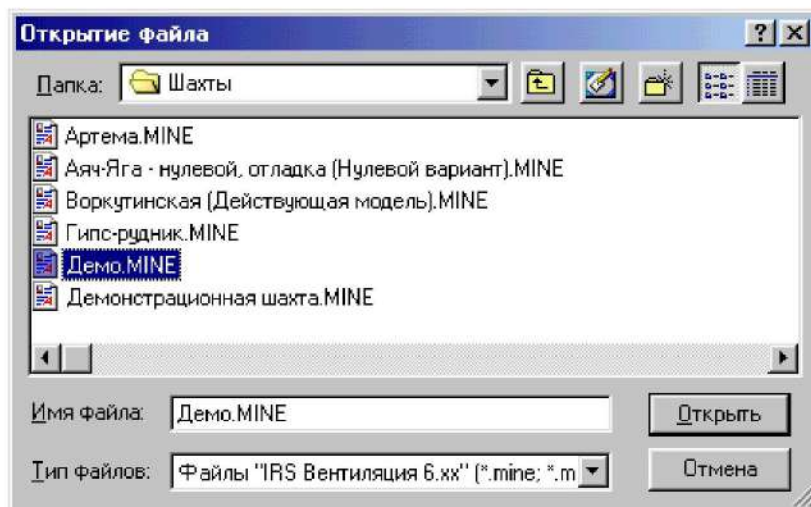 Открытие файла
Папка: Шахты
Артема.MINE
Аяч-Яга - нулевой, отладка (Нулевой вариант).MINE
Воркутинская (Действующая модель).MINE
Гипс-рудник.MINE
Демо.MINE
Демонстрационная шахта.MINE
Имя файла: Демо.MINE Открыть
Тип файлов: Файлы "IRS Вентиляция 6.xx" (*.mine; *.m Отмена